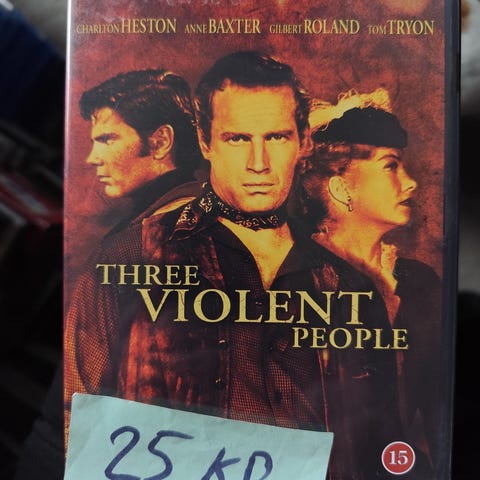 CHARLTON HESTON ANNE BAXTER GILBERT ROLAND TOM TRYON
THREE
VIOLENT
PEOPLE
15
25 KR